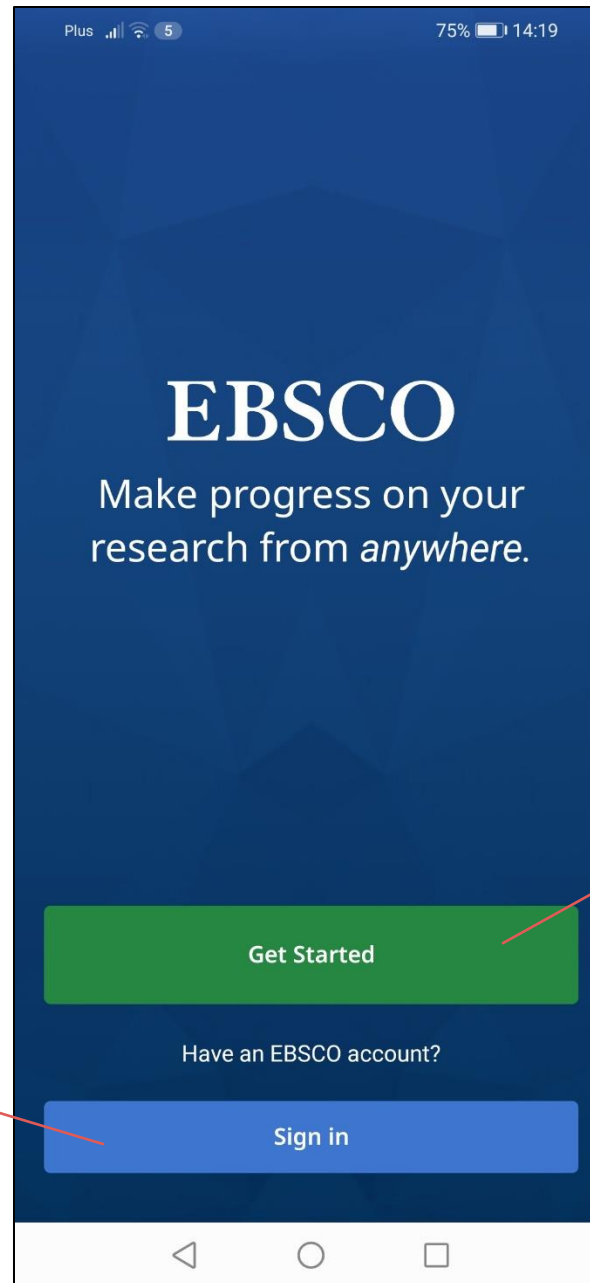 Plus 5 75% 14:19
EBSCO
Make progress on your
research from anywhere.
Get Started
Have an EBSCO account?
Sign in